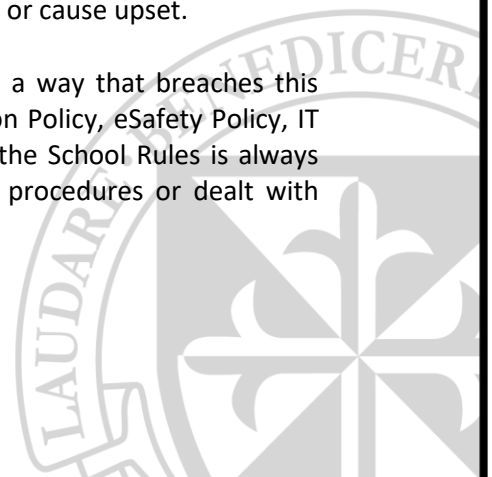 or cause upset.
a way that breaches this
on Policy, eSafety Policy, IT
the School Rules is always
procedures or dealt with
LAUDARE · BENEDICER